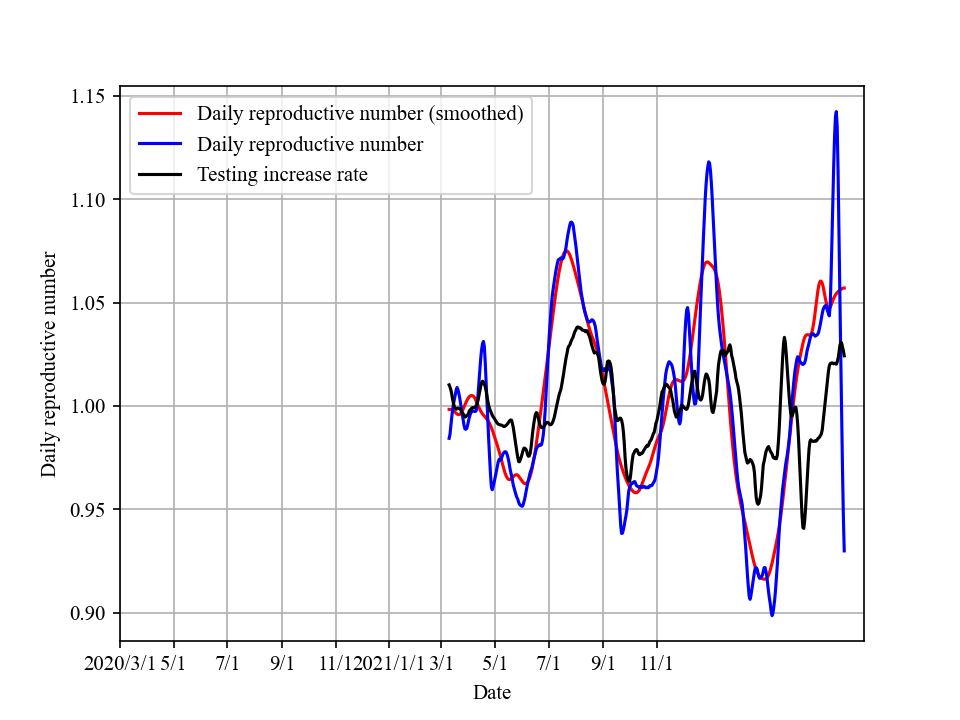 Daily reproductive number (smoothed)
Daily reproductive number
Testing increase rate
Daily reproductive number
1.15
1.10
1.05
1.00
0.95
0.90
2020/3/1 5/1 7/1 9/1 11/1 2021/1/1 3/1 5/1 7/1 9/1 11/1
Date